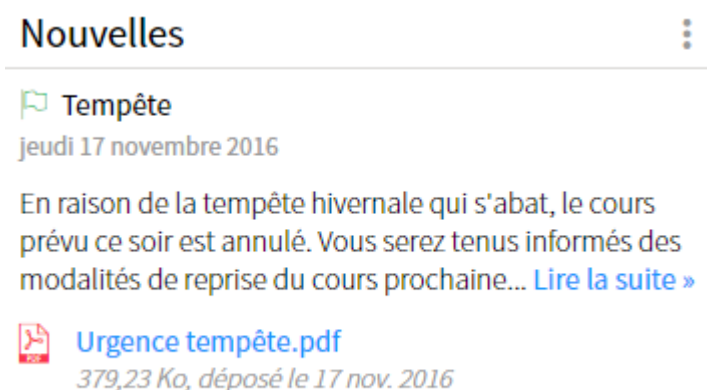 Nouvelles
Tempête
jeudi 17 novembre 2016
En raison de la tempête hivernale qui s'abat, le cours
prévu ce soir est annulé. Vous serez tenus informés des
modalités de reprise du cours prochaine... Lire la suite »
PDF
Urgence tempête.pdf
379,23 Ko, déposé le 17 nov. 2016